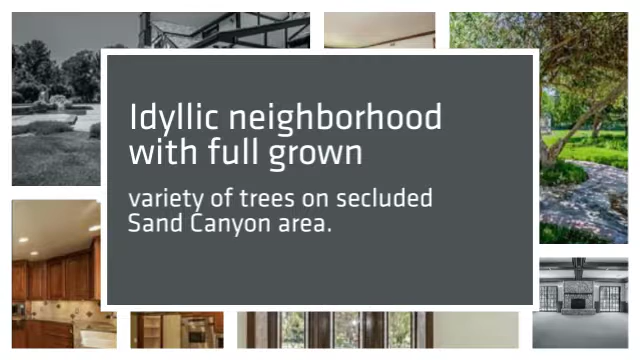 Idyllic neighborhood
with full grown
variety of trees on secluded
Sand Canyon area.